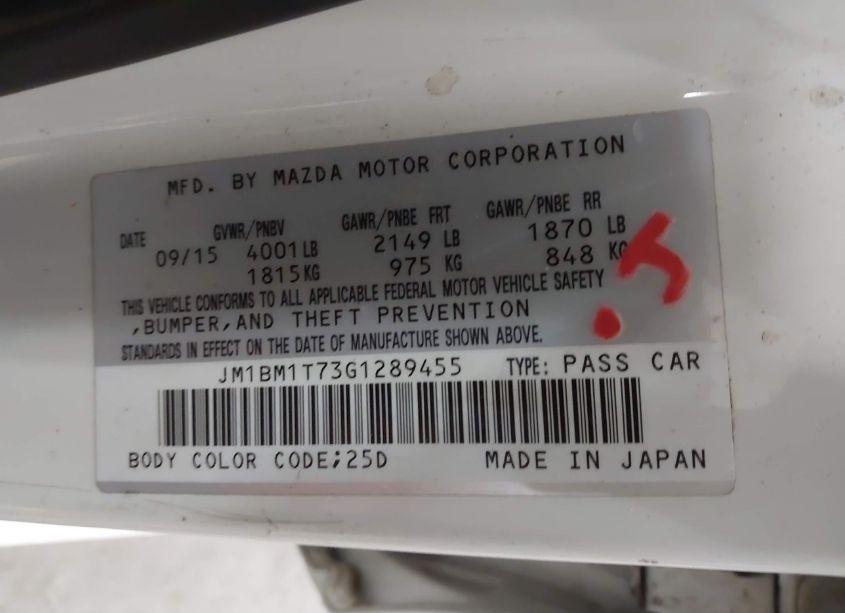 MFD. BY MAZDA MOTOR CORPORATION
DATE GVWR/PNBV GAWR/PNBE FRT GAWR/PNBE RR
09/15 4001 LB 2149 LB 1870 LB
1815 KG 975 KG 848 KG
THIS VEHICLE CONFORMS TO ALL APPLICABLE FEDERAL MOTOR VEHICLE SAFETY
,BUMPER,AND THEFT PREVENTION
STANDARDS IN EFFECT ON THE DATE OF MANUFACTURE SHOWN ABOVE.
JM1BM1T73G1289455 TYPE: PASS CAR
BODY COLOR CODE;25D MADE IN JAPAN